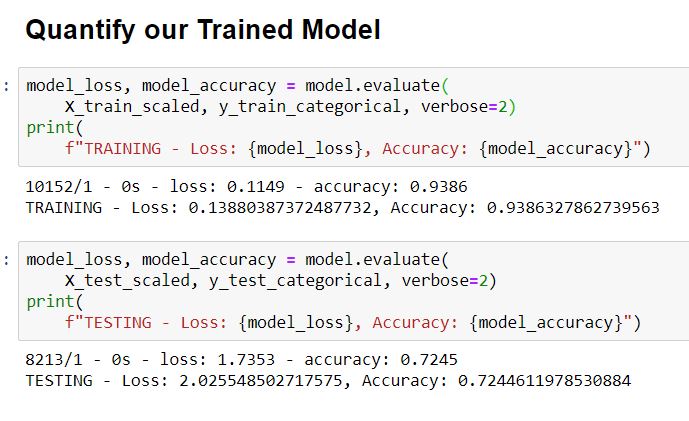 Quantify our Trained Model
: model_loss, model_accuracy = model.evaluate(
X_train_scaled, y_train_categorical, verbose=2)
print(
f"TRAINING - Loss: {model_loss}, Accuracy: {model_accuracy}")
10152/1 - 0s - loss: 0.1149 - accuracy: 0.9386
TRAINING - Loss: 0.13880387372487732, Accuracy: 0.9386327862739563
: model_loss, model_accuracy = model.evaluate(
X_test_scaled, y_test_categorical, verbose=2)
print(
f"TESTING - Loss: {model_loss}, Accuracy: {model_accuracy}")
8213/1 - 0s - loss: 1.7353 - accuracy: 0.7245
TESTING - Loss: 2.025548502717575, Accuracy: 0.7244611978530884